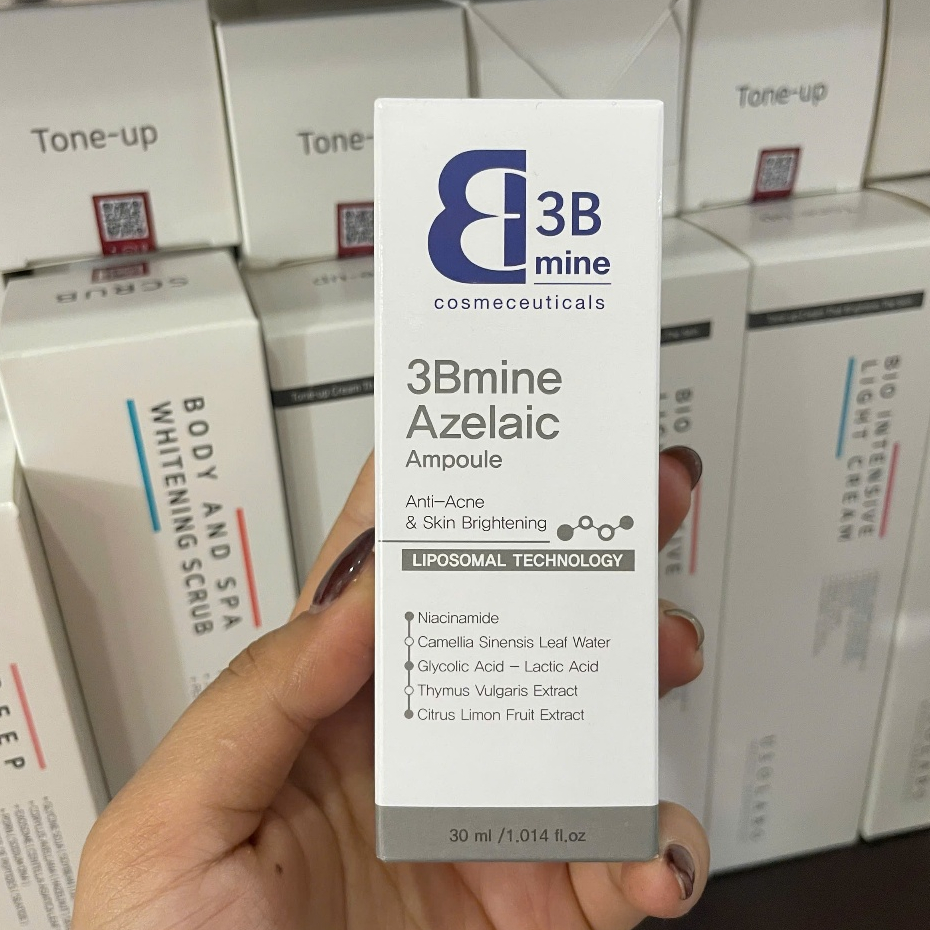 Tone-up
Tone-
Tone-up
SCRUB
BODY AND SPA
WHITENING SCRUB
BIO INTENSIVE
LIGHT CREAM
3B
mine
cosmeceuticals
3Bmine
Azelaic
Ampoule
Anti-Acne
& Skin Brightening
LIPOSOMAL TECHNOLOGY
Niacinamide
Camellia Sinensis Leaf Water
Glycolic Acid – Lactic Acid
Thymus Vulgaris Extract
Citrus Limon Fruit Extract
30 ml /1.014 fl.oz